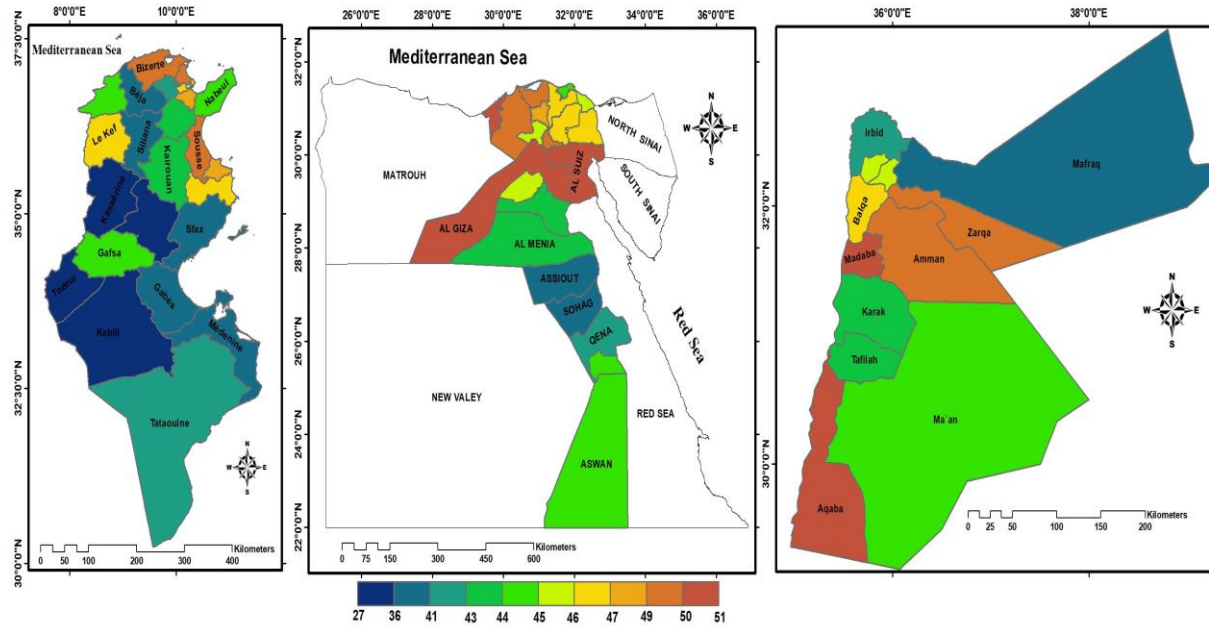 8°0'0"E 10°0'0"E
37°30'0"N
35°0'0"N
32°30'0"N
30°0'0"N
Mediterranean Sea
Bizerte
Béja
Nabeul
Le Kef
Siliana
Sousse
Kairouan
Kasserine
Sfax
Gafsa
Tozeur
Gabès
Kebili
Medenine
Tataouine
N
W E
S
Kilometers
0 50 100 200 300 400
26°0'0"E 28°0'0"E 30°0'0"E 32°0'0"E 34°0'0"E 36°0'0"E
32°0'0"N
30°0'0"N
28°0'0"N
26°0'0"N
24°0'0"N
22°0'0"N
Mediterranean Sea
N
W E
S
NORTH SINAI
MATROUH
AL SUIZ
SOUTH SINAI
AL GIZA
AL MENIA
ASSIOUT
SOHAG
QENA
Red Sea
NEW VALEY
RED SEA
ASWAN
Kilometers
0 75 150 300 450 600
36°0'0"E 38°0'0"E
32°0'0"N
30°0'0"N
Irbid
Mafraq
Balqa
Zarqa
Madaba
Amman
Karak
Tafilah
Ma`an
Aqaba
N
W E
S
Kilometers
0 25 50 100 150 200
27 36 41 43 44 45 46 47 49 50 51